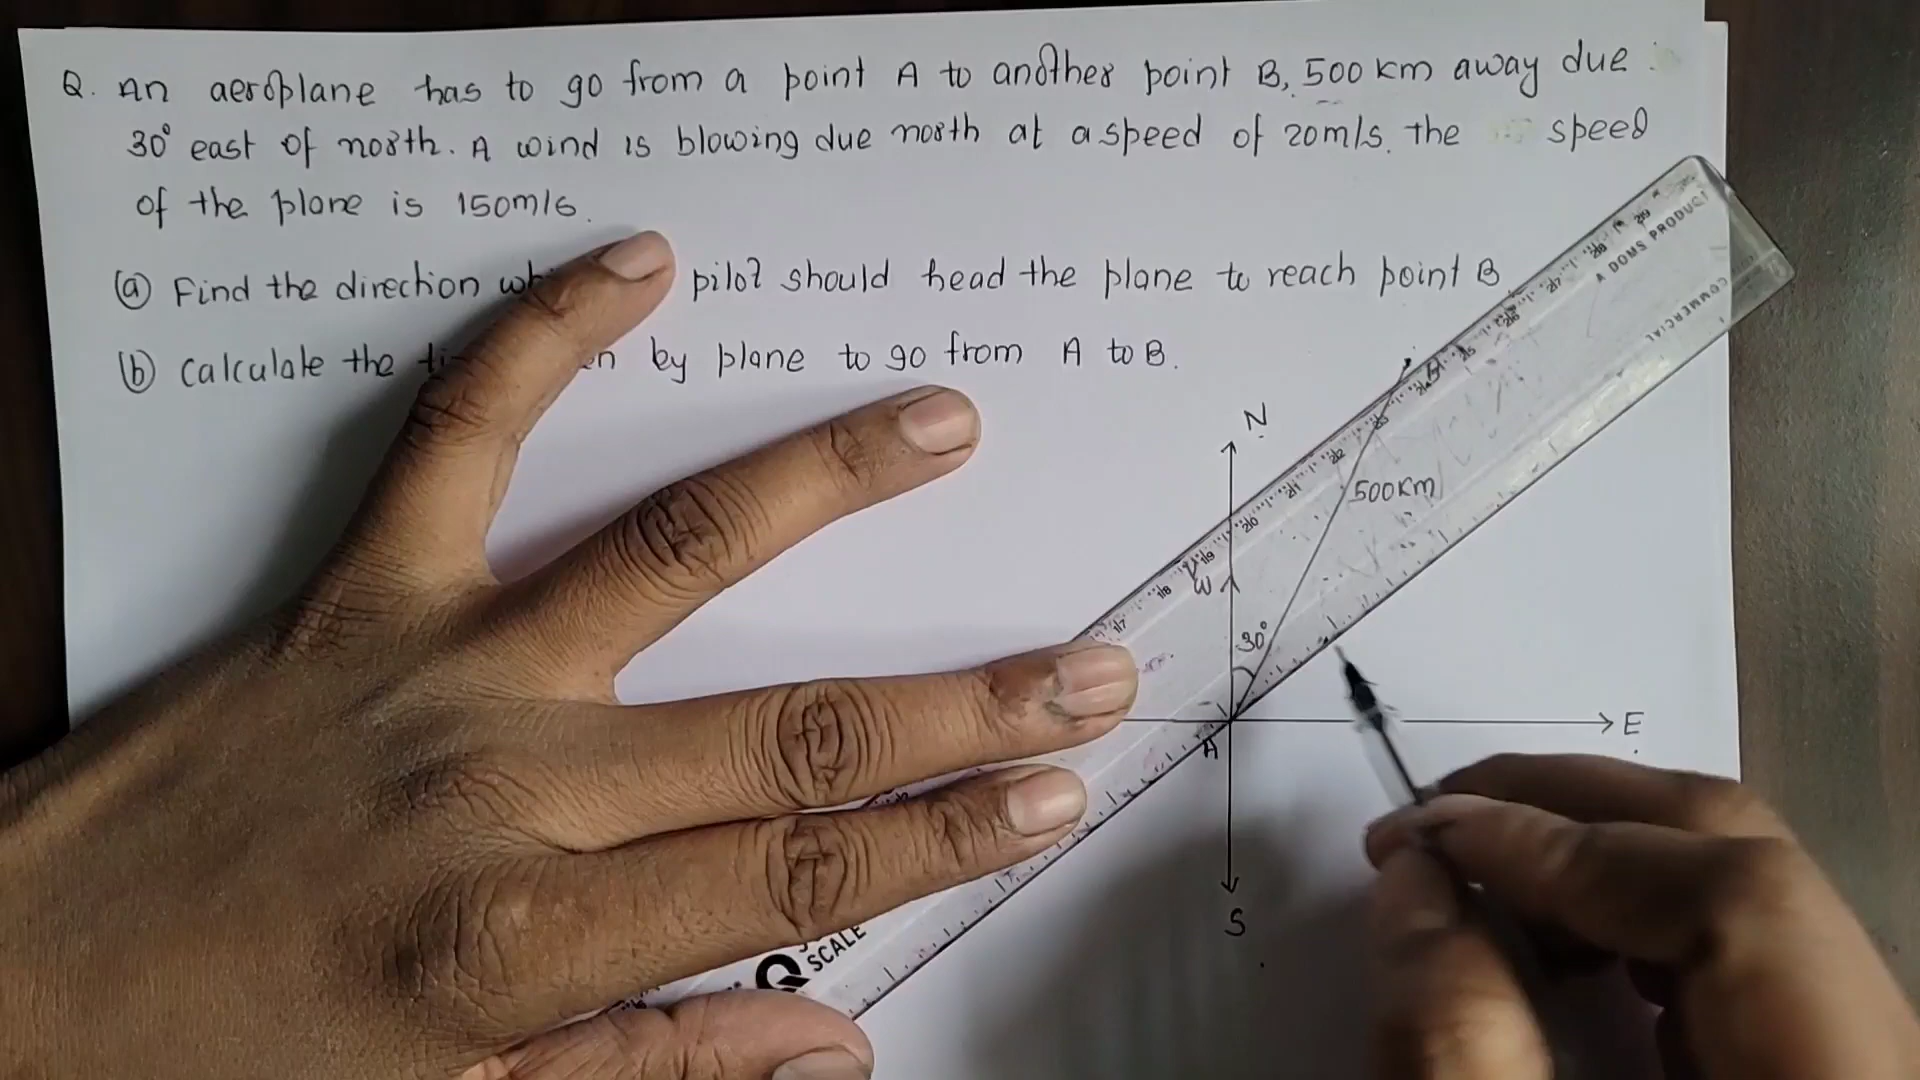 Q. An aeroplane has to go from a point A to another point B, 500 km away due
30° east of north. A wind is blowing due north at a speed of 20m/s. the speed
of the plane is 150m/s.
(a) Find the direction pilot should head the plane to reach point B
(b) Calculate the by plane to go from A to B.
N
A DOMS PRODUCT
COMMERCIAL
B
500 Km
W
30°
E
A
S
Q
SCALE